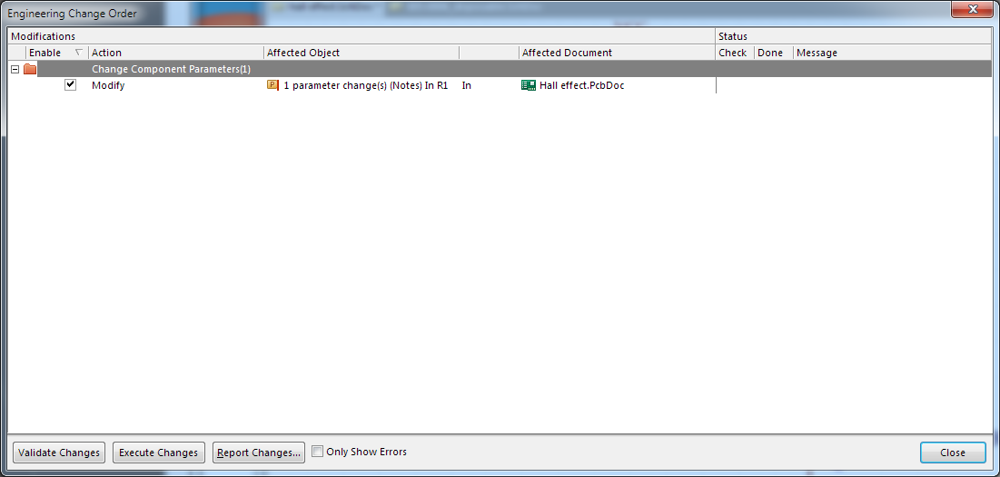 Engineering Change Order
Modifications Status
Enable Action Affected Object Affected Document Check Done Message
Change Component Parameters(1)
Modify 1 parameter change(s) (Notes) In R1 In Hall effect.PcbDoc
Validate Changes Execute Changes Report Changes... Only Show Errors Close